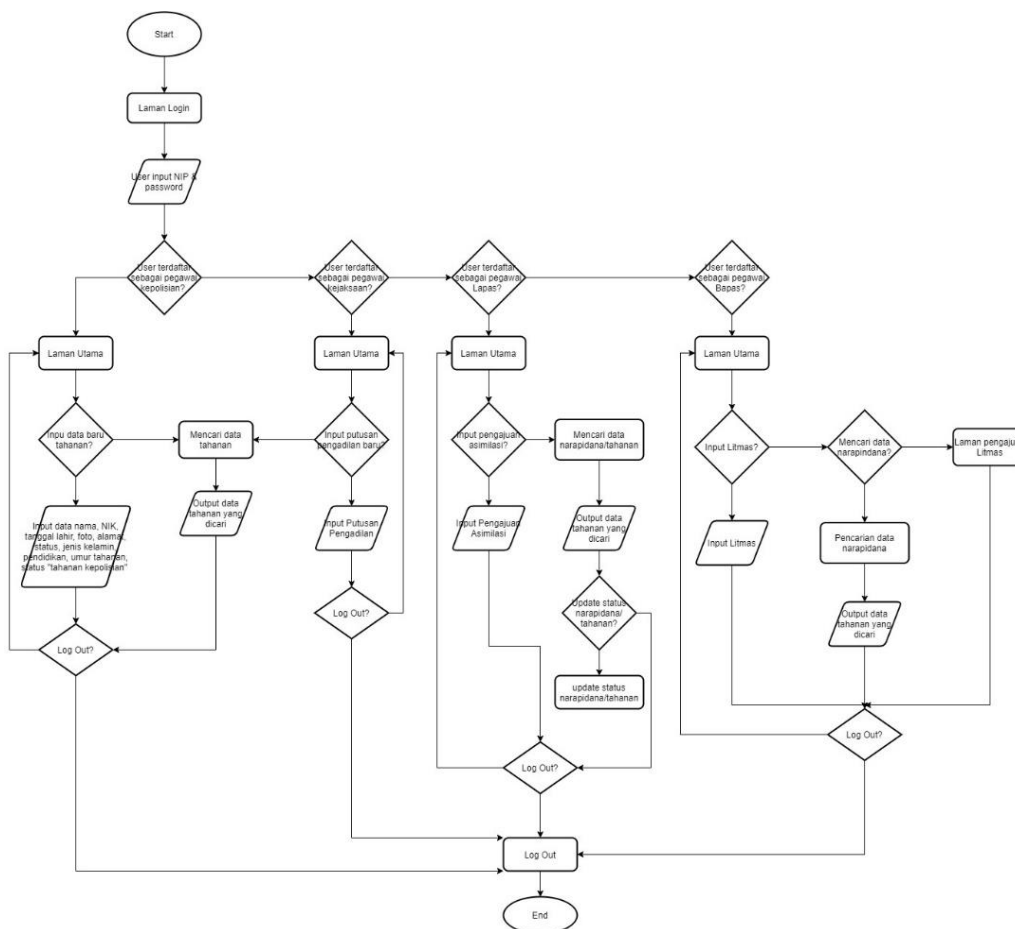 Start
Laman Login
User input NIP &
password
User terdaftar
sebagai pegawai
kepolisian?
User terdaftar
sebagai pegawai
kejaksaan?
User terdaftar
sebagai pegawai
Lapas?
User terdaftar
sebagai pegawai
Bapas?
Laman Utama
Laman Utama
Laman Utama
Laman Utama
Inpu data baru
tahanan?
Mencari data
tahanan
Input putusan
pengadilan baru?
Input pengajuan
asimilasi?
Mencari data
narapidana/tahanan
Input Litmas?
Mencari data
narapindana?
Laman pengaju
Litmas
Input data nama, NIK,
tanggal lahir, foto, alamat,
status, jenis kelamin,
pendidikan, umur tahanan,
status "tahanan kepolisian"
Output data
tahanan yang
dicari
Input Putusan
Pengadilan
Input Pengajuan
Asimilasi
Output data
tahanan yang
dicari
Input Litmas
Pencarian data
narapidana
Log Out?
Log Out?
Update status
narapidana/
tahanan?
Output data
tahanan yang
dicari
update status
narapidana/tahanan
Log Out?
Log Out?
Log Out
End